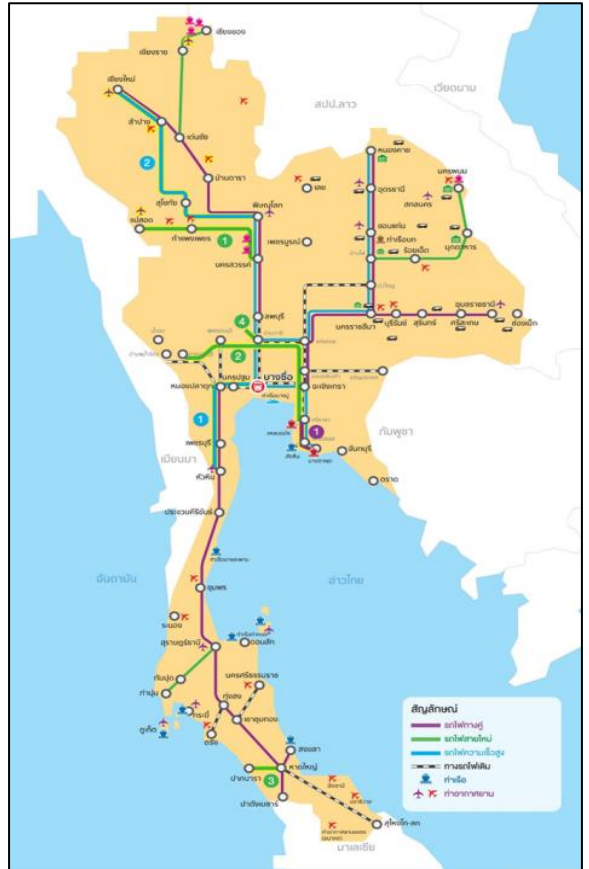 เชียงของ
เชียงราย
เชียงใหม่
สปป.ลาว
เวียดนาม
ลำปาง
เด่นชัย
หนองคาย
2
บ้านดารา
เลย
อุดรธานี
นครพนม
สกลนคร
สุโขทัย
แม่สอด
พิษณุโลก
กำแพงเพชร
1
ขอนแก่น
ท่าเรือบก
เพชรบูรณ์
ร้อยเอ็ด
มุกดาหาร
นครสวรรค์
อุบลราชธานี
4
ลพบุรี
นครราชสีมา
บุรีรัมย์
สุรินทร์
ศรีสะเกษ
ช่องเม็ก
2
นครปฐม
บางซื่อ
หนองปลาดุก
ฉะเชิงเทรา
1
1
กัมพูชา
เพชรบุรี
เมียนมา
จันทบุรี
หัวหิน
ตราด
ประจวบคีรีขันธ์
อันดามัน
อ่าวไทย
ชุมพร
ระนอง
สุราษฎร์ธานี
ดอนสัก
นครศรีธรรมราช
ทับปุด
ท่านุ่น
ทุ่งสง
กระบี่
ภูเก็ต
เขาชุมทอง
ตรัง
สงขลา
หาดใหญ่
ปากบารา
3
ปาดังเบซาร์
สุไหงโก-ลก
มาเลเซีย
สัญลักษณ์
รถไฟทางคู่
รถไฟสายใหม่
รถไฟความเร็วสูง
ทางรถไฟเดิม
ท่าเรือ
ท่าอากาศยาน